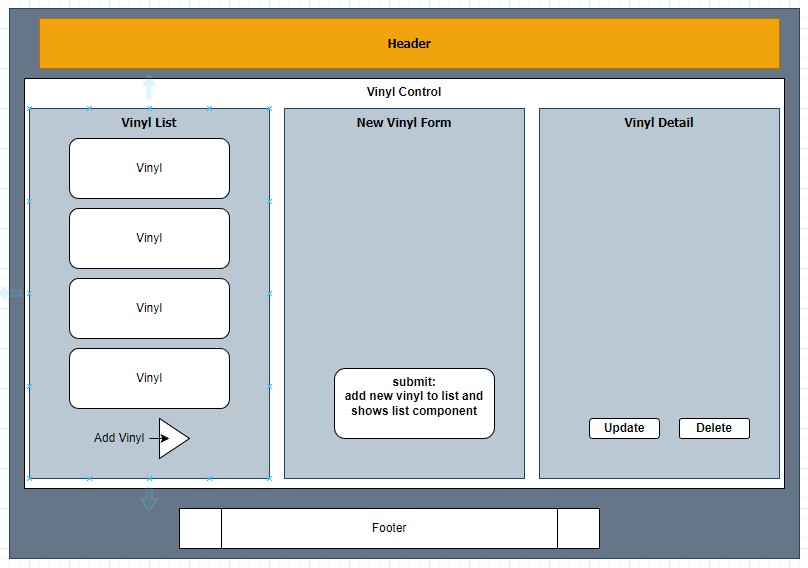 Header
Vinyl Control
Vinyl List
Vinyl
Vinyl
Vinyl
Vinyl
Add Vinyl
New Vinyl Form
submit:
add new vinyl to list and
shows list component
Vinyl Detail
Update
Delete
Footer